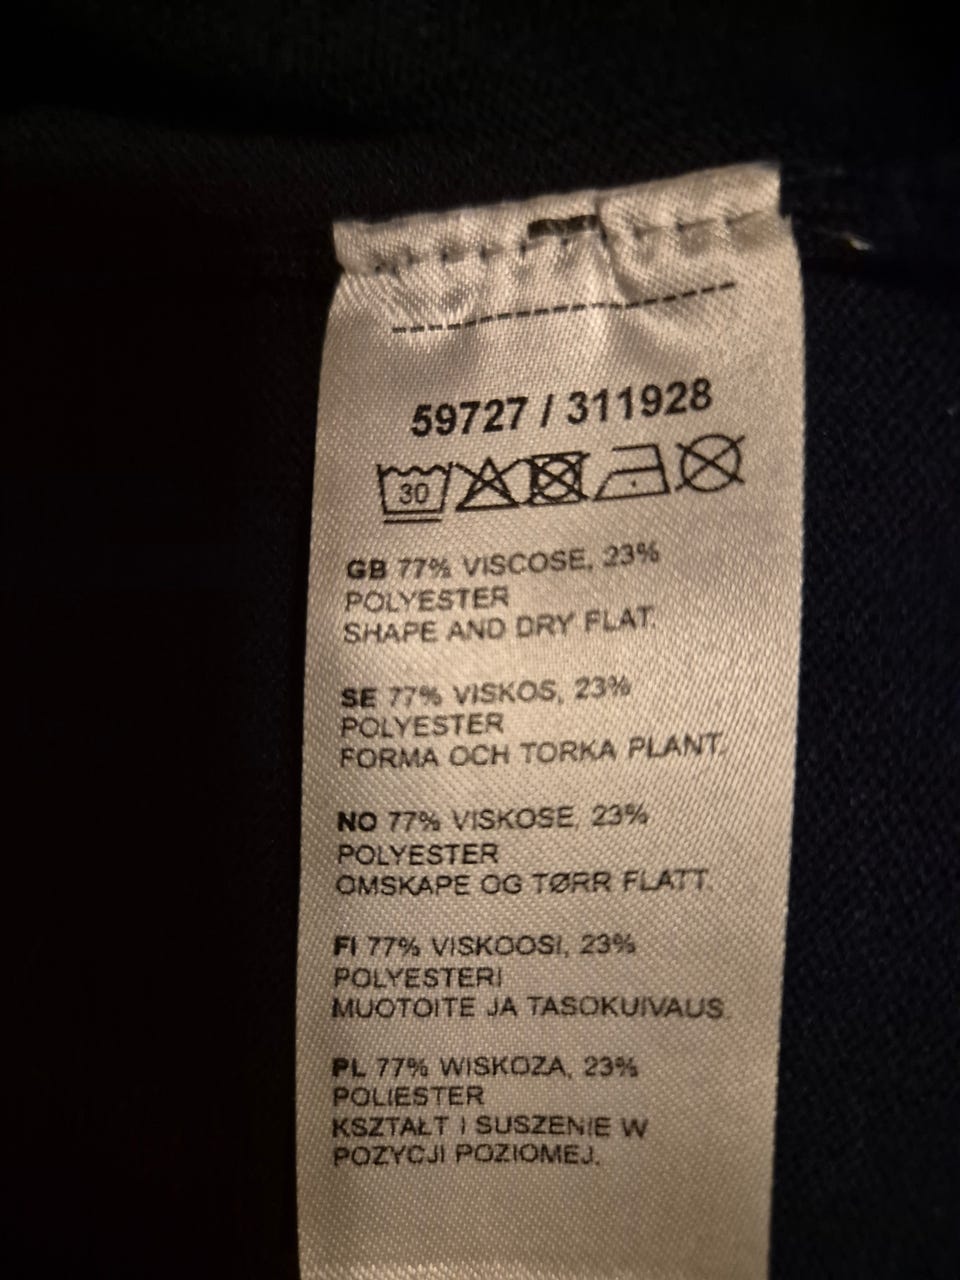 59727 / 311928
30
GB 77% VISCOSE, 23%
POLYESTER
SHAPE AND DRY FLAT.
SE 77% VISKOS, 23%
POLYESTER
FORMA OCH TORKA PLANT.
NO 77% VISKOSE, 23%
POLYESTER
OMSKAPE OG TØRR FLATT.
FI 77% VISKOOSI, 23%
POLYESTERI
MUOTOITE JA TASOKUIVAUS.
PL 77% WISKOZA, 23%
POLIESTER
KSZTAŁT I SUSZENIE W
POZYCJI POZIOMEJ.